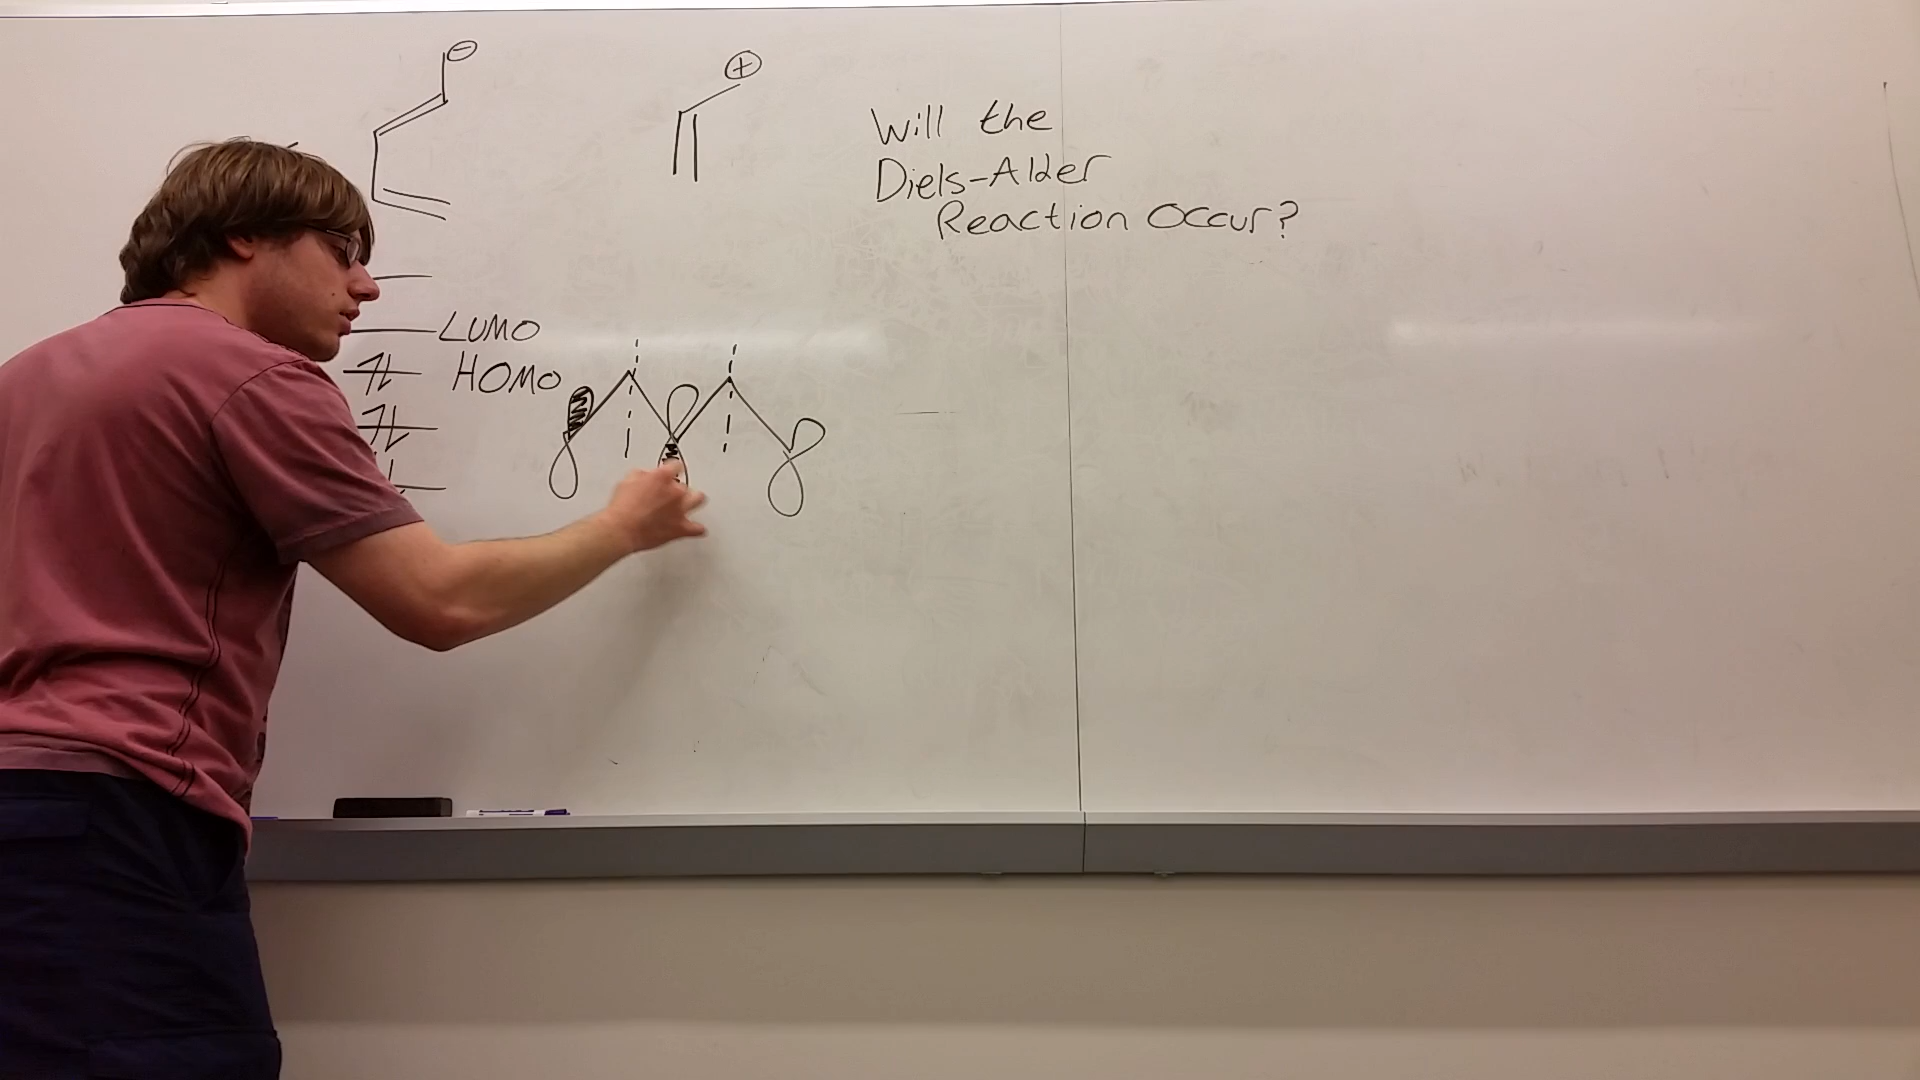 Will the
Diels-Alder
Reaction Occur?
LUMO
HOMO